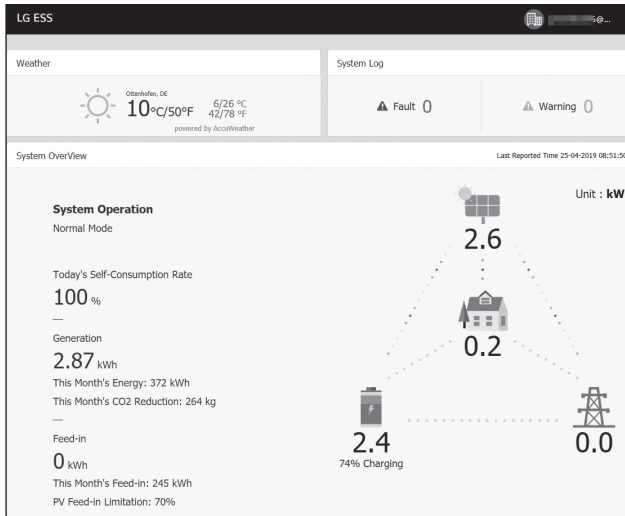 LG ESS
Weather
System Log
Ottenhofen, DE
10°C/50°F
6/26 °C
42/78 °F
powered by AccuWeather
Fault 0
Warning 0
System OverView
Last Reported Time 25-04-2019 08:51:50
Unit : kW
System Operation
Normal Mode
Today's Self-Consumption Rate
100 %
Generation
2.87 kWh
This Month's Energy: 372 kWh
This Month's CO2 Reduction: 264 kg
Feed-in
0 kWh
This Month's Feed-in: 245 kWh
PV Feed-in Limitation: 70%
2.6
0.2
2.4
74% Charging
0.0